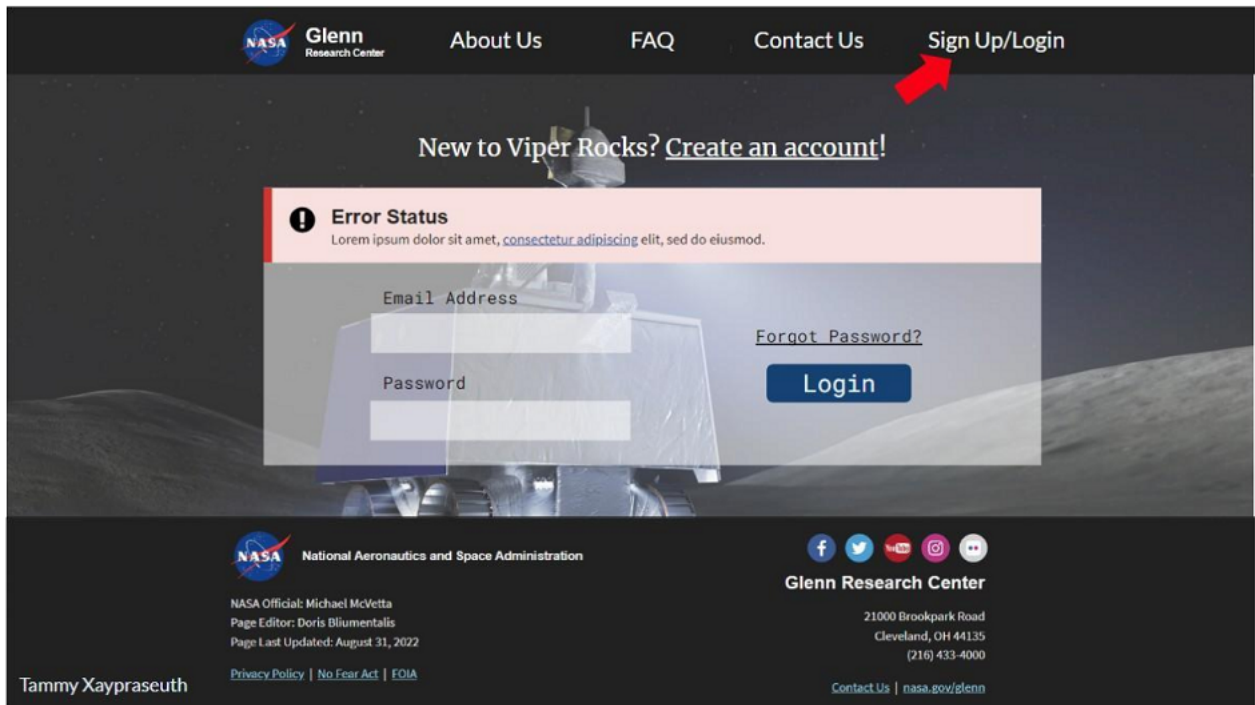 NASA
Glenn
Research Center
About Us
FAQ
Contact Us
Sign Up/Login
New to Viper Rocks? Create an account!
Error Status
Lorem ipsum dolor sit amet, consectetur adipiscing elit, sed do eiusmod.
Email Address
Password
Forgot Password?
Login
NASA
National Aeronautics and Space Administration
NASA Official: Michael McVetta
Page Editor: Doris Bliumentalis
Page Last Updated: August 31, 2022
Privacy Policy | No Fear Act | FOIA
YouTube
Glenn Research Center
21000 Brookpark Road
Cleveland, OH 44135
(216) 433-4000
Contact Us | nasa.gov/glenn
Tammy Xaypraseuth